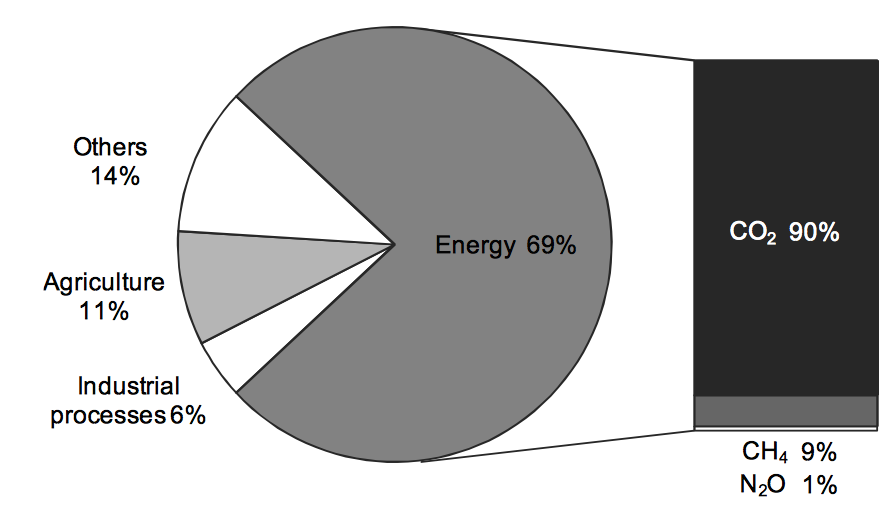 Others
14%
Agriculture
11%
Industrial
processes 6%
Energy 69%
CO₂ 90%
CH₄ 9%
N₂O 1%